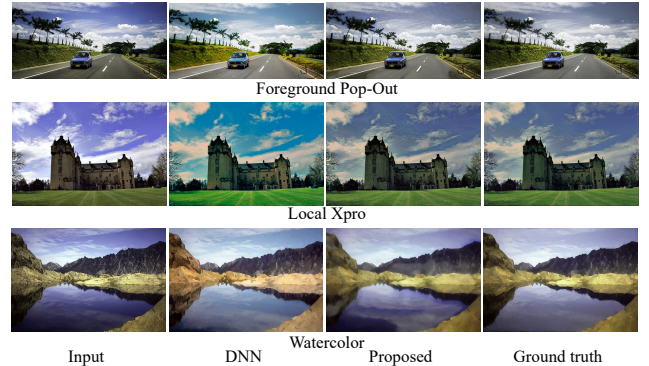 Foreground Pop-Out
Local Xpro
Watercolor
Input DNN Proposed Ground truth